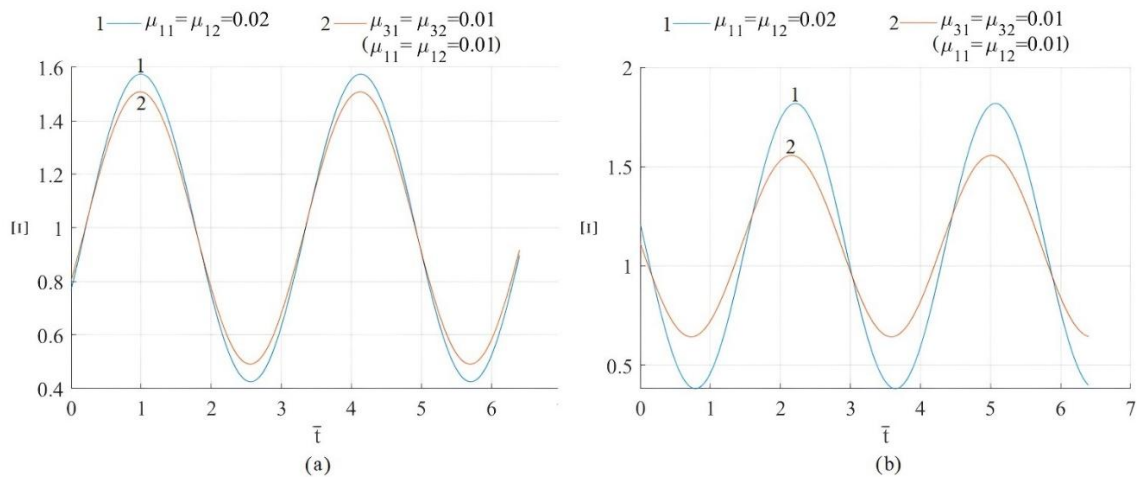 1 — μ₁₁= μ₁₂=0.02 2 — μ₃₁= μ₃₂=0.01
(μ₁₁= μ₁₂=0.01)
1.6
1.4
1.2
1
0.8
0.6
0.4
0 1 2 3 4 5 6
[I]
1
2
t̄
(a)
1 — μ₁₁= μ₁₂=0.02 2 — μ₃₁= μ₃₂=0.01
(μ₁₁= μ₁₂=0.01)
2
1.5
1
0.5
0 1 2 3 4 5 6 7
[I]
1
2
t̄
(b)